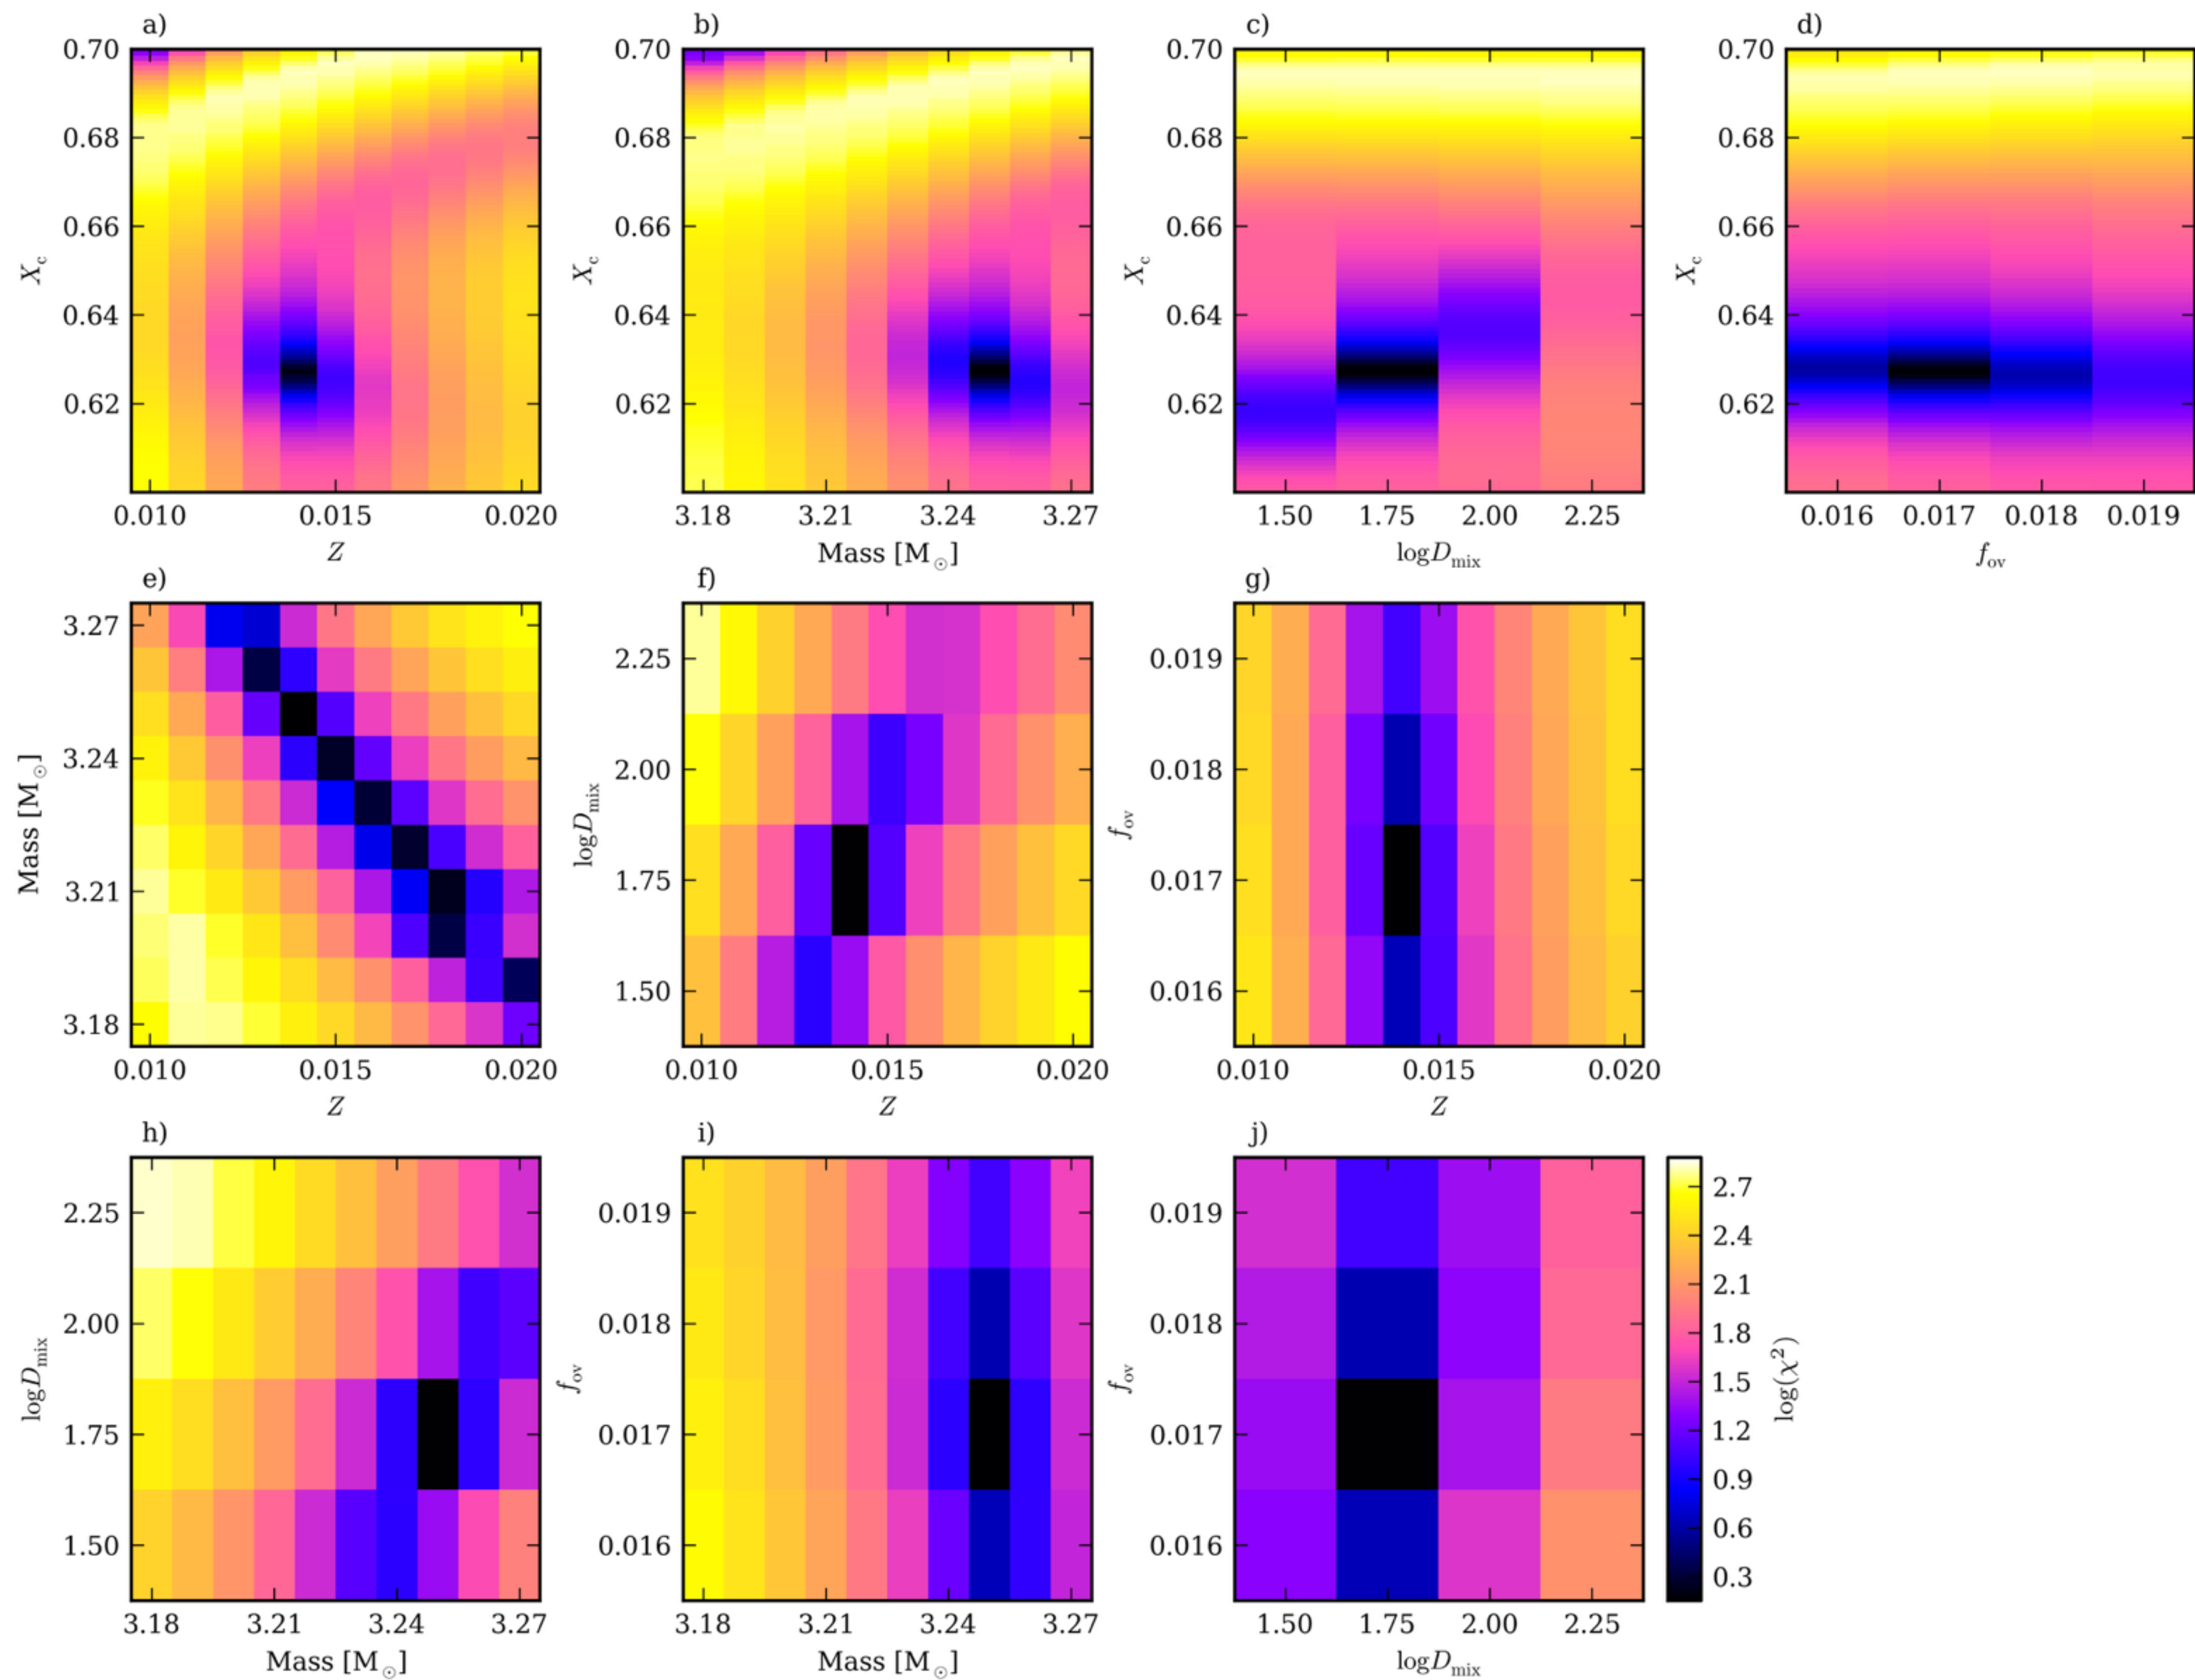 a) b) c) d)
0.70 0.70 0.70 0.70
0.68 0.68 0.68 0.68
0.66 0.66 0.66 0.66
Xc Xc Xc Xc
0.64 0.64 0.64 0.64
0.62 0.62 0.62 0.62
0.010 0.015 0.020 3.18 3.21 3.24 3.27 1.50 1.75 2.00 2.25 0.016 0.017 0.018 0.019
Z Mass [M☉] logDmix fov
e) f) g)
3.27
2.25 0.019
3.24 2.00 0.018
Mass [M☉] logDmix fov
3.21 1.75 0.017
1.50 0.016
3.18
0.010 0.015 0.020 0.010 0.015 0.020 0.010 0.015 0.020
Z Z Z
h) i) j)
2.25 0.019 0.019
2.00 0.018 0.018
logDmix fov fov
1.75 0.017 0.017
1.50 0.016 0.016
2.7
2.4
2.1
1.8
1.5
1.2
0.9
0.6
0.3
log(χ²)
3.18 3.21 3.24 3.27 3.18 3.21 3.24 3.27 1.50 1.75 2.00 2.25
Mass [M☉] Mass [M☉] logDmix